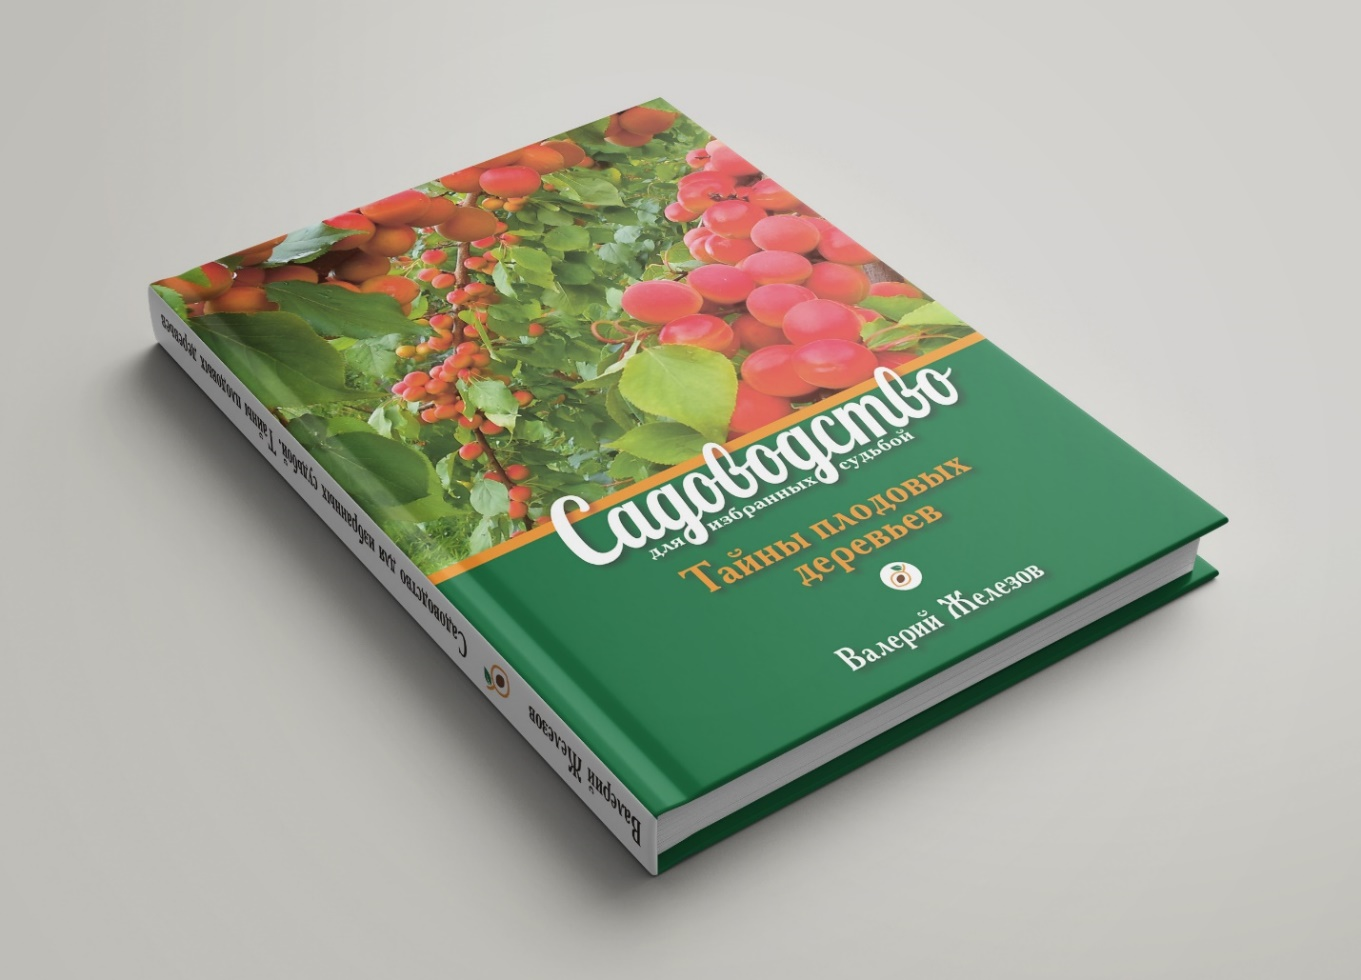 Садоводство
для избранных судьбой
Тайны плодовых
деревьев
Валерий Железов
Валерий Железов Садоводство для избранных судьбой. Тайны плодовых деревьев